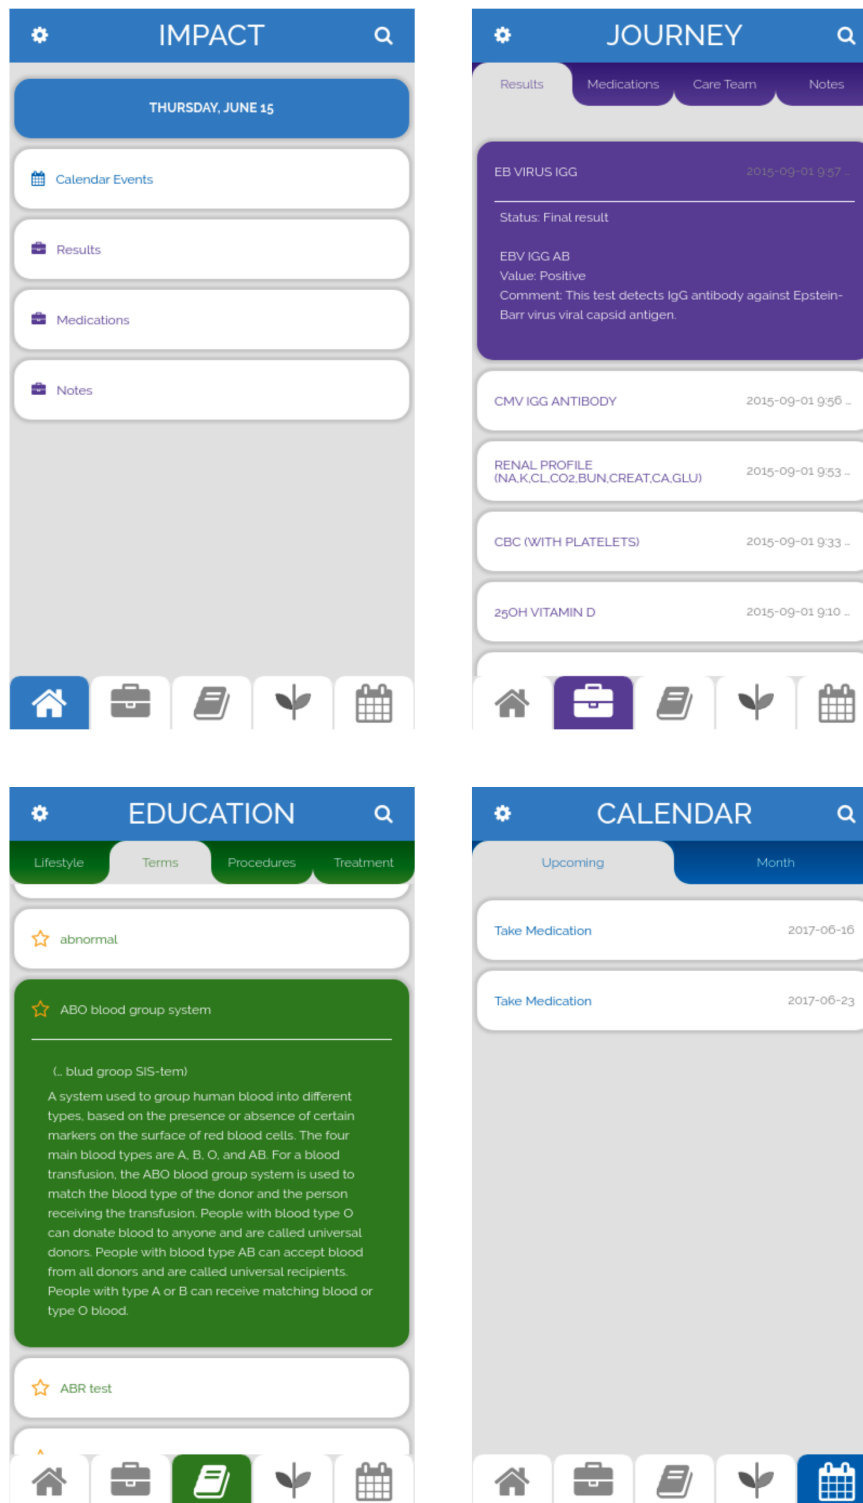 IMPACT
THURSDAY, JUNE 15
Calendar Events
Results
Medications
Notes
JOURNEY
Results Medications Care Team Notes
EB VIRUS IGG 2015-09-01 9:57 ...
Status: Final result
EBV IGG AB
Value: Positive
Comment: This test detects IgG antibody against Epstein-
Barr virus viral capsid antigen.
CMV IGG ANTIBODY 2015-09-01 9:56 ...
RENAL PROFILE
(NA,K,CL,CO2,BUN,CREAT,CA,GLU) 2015-09-01 9:53 ...
CBC (WITH PLATELETS) 2015-09-01 9:33 ...
25OH VITAMIN D 2015-09-01 9:10 ...
EDUCATION
Lifestyle Terms Procedures Treatment
abnormal
ABO blood group system
(... blud groop SIS-tem)
A system used to group human blood into different
types, based on the presence or absence of certain
markers on the surface of red blood cells. The four
main blood types are A, B, O, and AB. For a blood
transfusion, the ABO blood group system is used to
match the blood type of the donor and the person
receiving the transfusion. People with blood type O
can donate blood to anyone and are called universal
donors. People with blood type AB can accept blood
from all donors and are called universal recipients.
People with type A or B can receive matching blood or
type O blood.
ABR test
CALENDAR
Upcoming Month
Take Medication 2017-06-16
Take Medication 2017-06-23